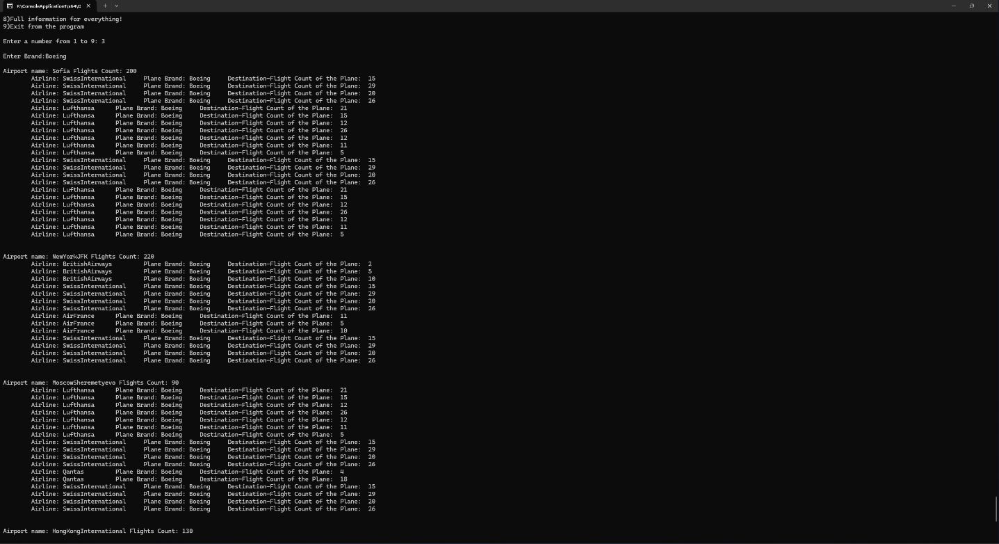 F:\ConsoleApplication1\x64\D
8)Full information for everything!
9)Exit from the program
Enter a number from 1 to 9: 3
Enter Brand:Boeing
Airport name: Sofia Flights Count: 200
Airline: SwissInternational Plane Brand: Boeing Destination-Flight Count of the Plane: 15
Airline: SwissInternational Plane Brand: Boeing Destination-Flight Count of the Plane: 29
Airline: SwissInternational Plane Brand: Boeing Destination-Flight Count of the Plane: 20
Airline: SwissInternational Plane Brand: Boeing Destination-Flight Count of the Plane: 26
Airline: Lufthansa Plane Brand: Boeing Destination-Flight Count of the Plane: 21
Airline: Lufthansa Plane Brand: Boeing Destination-Flight Count of the Plane: 15
Airline: Lufthansa Plane Brand: Boeing Destination-Flight Count of the Plane: 12
Airline: Lufthansa Plane Brand: Boeing Destination-Flight Count of the Plane: 26
Airline: Lufthansa Plane Brand: Boeing Destination-Flight Count of the Plane: 12
Airline: Lufthansa Plane Brand: Boeing Destination-Flight Count of the Plane: 11
Airline: Lufthansa Plane Brand: Boeing Destination-Flight Count of the Plane: 5
Airline: SwissInternational Plane Brand: Boeing Destination-Flight Count of the Plane: 15
Airline: SwissInternational Plane Brand: Boeing Destination-Flight Count of the Plane: 29
Airline: SwissInternational Plane Brand: Boeing Destination-Flight Count of the Plane: 20
Airline: SwissInternational Plane Brand: Boeing Destination-Flight Count of the Plane: 26
Airline: Lufthansa Plane Brand: Boeing Destination-Flight Count of the Plane: 21
Airline: Lufthansa Plane Brand: Boeing Destination-Flight Count of the Plane: 15
Airline: Lufthansa Plane Brand: Boeing Destination-Flight Count of the Plane: 12
Airline: Lufthansa Plane Brand: Boeing Destination-Flight Count of the Plane: 26
Airline: Lufthansa Plane Brand: Boeing Destination-Flight Count of the Plane: 12
Airline: Lufthansa Plane Brand: Boeing Destination-Flight Count of the Plane: 11
Airline: Lufthansa Plane Brand: Boeing Destination-Flight Count of the Plane: 5
Airport name: NewYorkJFK Flights Count: 220
Airline: BritishAirways Plane Brand: Boeing Destination-Flight Count of the Plane: 2
Airline: BritishAirways Plane Brand: Boeing Destination-Flight Count of the Plane: 5
Airline: BritishAirways Plane Brand: Boeing Destination-Flight Count of the Plane: 10
Airline: SwissInternational Plane Brand: Boeing Destination-Flight Count of the Plane: 15
Airline: SwissInternational Plane Brand: Boeing Destination-Flight Count of the Plane: 29
Airline: SwissInternational Plane Brand: Boeing Destination-Flight Count of the Plane: 20
Airline: SwissInternational Plane Brand: Boeing Destination-Flight Count of the Plane: 26
Airline: AirFrance Plane Brand: Boeing Destination-Flight Count of the Plane: 11
Airline: AirFrance Plane Brand: Boeing Destination-Flight Count of the Plane: 5
Airline: AirFrance Plane Brand: Boeing Destination-Flight Count of the Plane: 10
Airline: SwissInternational Plane Brand: Boeing Destination-Flight Count of the Plane: 15
Airline: SwissInternational Plane Brand: Boeing Destination-Flight Count of the Plane: 29
Airline: SwissInternational Plane Brand: Boeing Destination-Flight Count of the Plane: 20
Airline: SwissInternational Plane Brand: Boeing Destination-Flight Count of the Plane: 26
Airport name: MoscowSheremetyevo Flights Count: 90
Airline: Lufthansa Plane Brand: Boeing Destination-Flight Count of the Plane: 21
Airline: Lufthansa Plane Brand: Boeing Destination-Flight Count of the Plane: 15
Airline: Lufthansa Plane Brand: Boeing Destination-Flight Count of the Plane: 12
Airline: Lufthansa Plane Brand: Boeing Destination-Flight Count of the Plane: 26
Airline: Lufthansa Plane Brand: Boeing Destination-Flight Count of the Plane: 12
Airline: Lufthansa Plane Brand: Boeing Destination-Flight Count of the Plane: 11
Airline: Lufthansa Plane Brand: Boeing Destination-Flight Count of the Plane: 5
Airline: SwissInternational Plane Brand: Boeing Destination-Flight Count of the Plane: 15
Airline: SwissInternational Plane Brand: Boeing Destination-Flight Count of the Plane: 29
Airline: SwissInternational Plane Brand: Boeing Destination-Flight Count of the Plane: 20
Airline: SwissInternational Plane Brand: Boeing Destination-Flight Count of the Plane: 26
Airline: Qantas Plane Brand: Boeing Destination-Flight Count of the Plane: 4
Airline: Qantas Plane Brand: Boeing Destination-Flight Count of the Plane: 18
Airline: SwissInternational Plane Brand: Boeing Destination-Flight Count of the Plane: 15
Airline: SwissInternational Plane Brand: Boeing Destination-Flight Count of the Plane: 29
Airline: SwissInternational Plane Brand: Boeing Destination-Flight Count of the Plane: 20
Airline: SwissInternational Plane Brand: Boeing Destination-Flight Count of the Plane: 26
Airport name: HongKongInternational Flights Count: 130